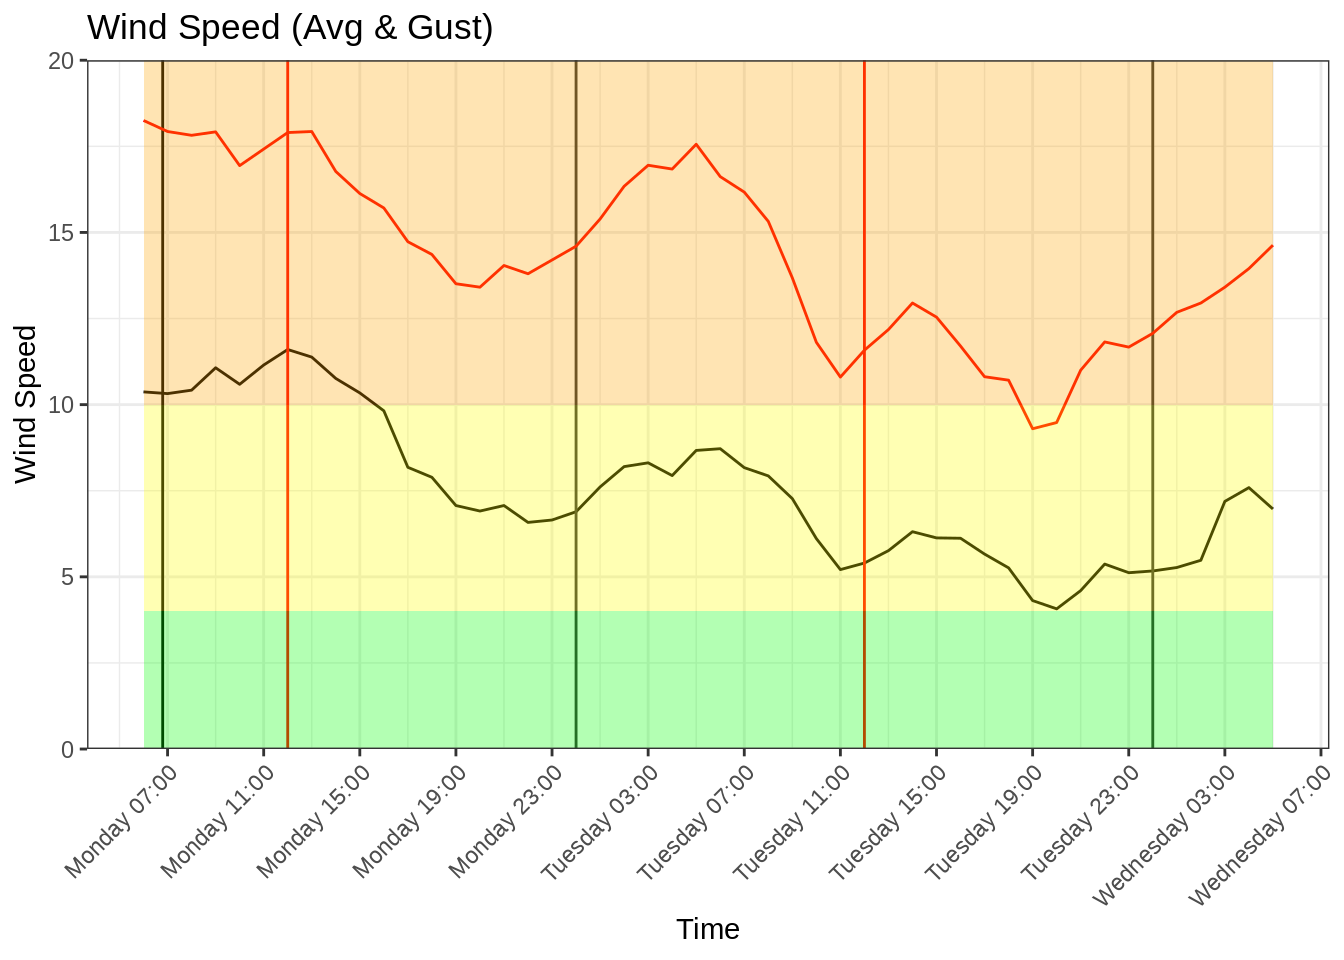 Wind Speed (Avg & Gust)
Wind Speed
20
15
10
5
0
Monday 07:00
Monday 11:00
Monday 15:00
Monday 19:00
Monday 23:00
Tuesday 03:00
Tuesday 07:00
Tuesday 11:00
Tuesday 15:00
Tuesday 19:00
Tuesday 23:00
Wednesday 03:00
Wednesday 07:00
Time